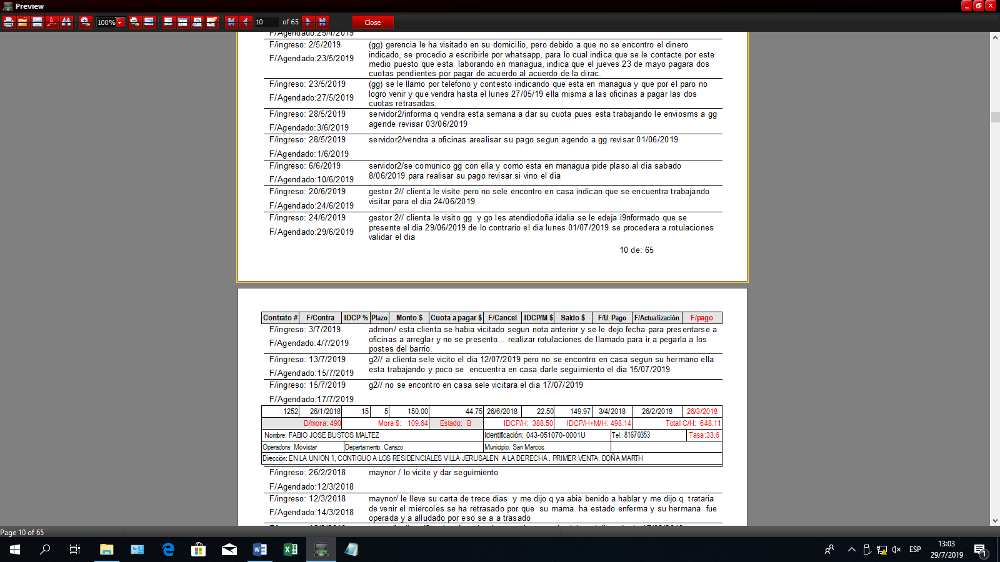 Preview
100%
10
of 65
Close
F/Agendado:25/4/2019
F/ingreso: 2/5/2019
(gg) gerencia le ha visitado en su domicilio, pero debido a que no se encontro el dinero
F/Agendado:23/5/2019
indicado, se procedio a escribirle por whatsapp, para lo cual indica que se le contacte por este
medio puesto que esta laborando en managua, indica que el jueves 23 de mayo pagara dos
cuotas pendientes por pagar de acuerdo al acuerdo de la dirac.
F/ingreso: 23/5/2019
(gg) se le llamo por telefono y contesto indicando que esta en managua y que por el paro no
F/Agendado:27/5/2019
logro venir y que vendra hasta el lunes 27/05/19 ella misma a las oficinas a pagar las dos
cuotas retrasadas.
F/ingreso: 28/5/2019
servidor2/informa q vendra esta semana a dar su cuota pues esta trabajando le enviosms a gg
F/Agendado:3/6/2019
agende revisar 03/06/2019
F/ingreso: 28/5/2019
servidor2/vendra a oficinas arealisar su pago segun agendo a gg revisar 01/06/2019
F/Agendado:1/6/2019
F/ingreso: 6/6/2019
servidor2/se comunico gg con ella y como esta en managua pide plaso al dia sabado
F/Agendado:10/6/2019
8/06/2019 para realisar su pago revisar si vino el dia
F/ingreso: 20/6/2019
gestor 2// clienta le visite pero no sele encontro en casa indican que se encuentra trabajando
F/Agendado:24/6/2019
visitar para el dia 24/06/2019
F/ingreso: 24/6/2019
gestor 2// clienta le visito gg y go les atendiodoña idalia se le edeja i9nformado que se
F/Agendado:29/6/2019
presente el dia 29/06/2019 de lo contrario el dia lunes 01/07/2019 se procedera a rotulaciones
validar el dia
10 de: 65
Contrato # F/Contra IDCP % Plazo Monto $ Cuota a pagar $ F/Cancel IDCP/M $ Saldo $ F/U. Pago F/Actualización F/pago
F/ingreso: 3/7/2019
admon/ esta clienta se habia vicitado segun nota anterior y se le dejo fecha para presentarse a
F/Agendado:4/7/2019
oficinas a arreglar y no se presento... realizar rotulaciones de llamado para ir a pegarla a los
postes del barrio.
F/ingreso: 13/7/2019
g2// a clienta sele vicito el dia 12/07/2019 pero no se encontro en casa segun su hermano ella
F/Agendado:15/7/2019
esta trabajando y poco se encuentra en casa darle seguimiento el dia 15/07/2019
F/ingreso: 15/7/2019
g2// no se encontro en casa sele vicitara el dia 17/07/2019
F/Agendado:17/7/2019
1252 26/1/2018 15 5 150.00 44.75 26/6/2018 22.50 149.97 3/4/2018 26/2/2018 26/3/2018
D/mora: 490 Mora $: 109.64 Estado: B IDCP/H: 388.50 IDCP/H+M/H: 498.14 Total C/H: 648.11
Nombre: FABIO JOSE BUSTOS MALTEZ Identificación: 043-051070-0001U Tel. 81670353 Tasa:33.6
Operadora: Movistar Departamento: Carazo Municipio: San Marcos
Dirección: EN LA UNION 1, CONTIGUO A LOS RESIDENCIALES VILLA JERUSALEN A LA DERECHA . PRIMER VENTA. DOÑA MARTH
F/ingreso: 26/2/2018
maynor / lo vicite y dar seguimiento
F/Agendado:12/3/2018
F/ingreso: 12/3/2018
maynor/ le lleve su carta de trece dias y me dijo q ya abia benido a hablar y me dijo q trataria
F/Agendado:14/3/2018
de venir el miercoles se ha retrasado por que su mama ha estado enferma y su hermana fue
operada y a alludado por eso se a a trasado
Page 10 of 65
ESP
13:03
29/7/2019
1